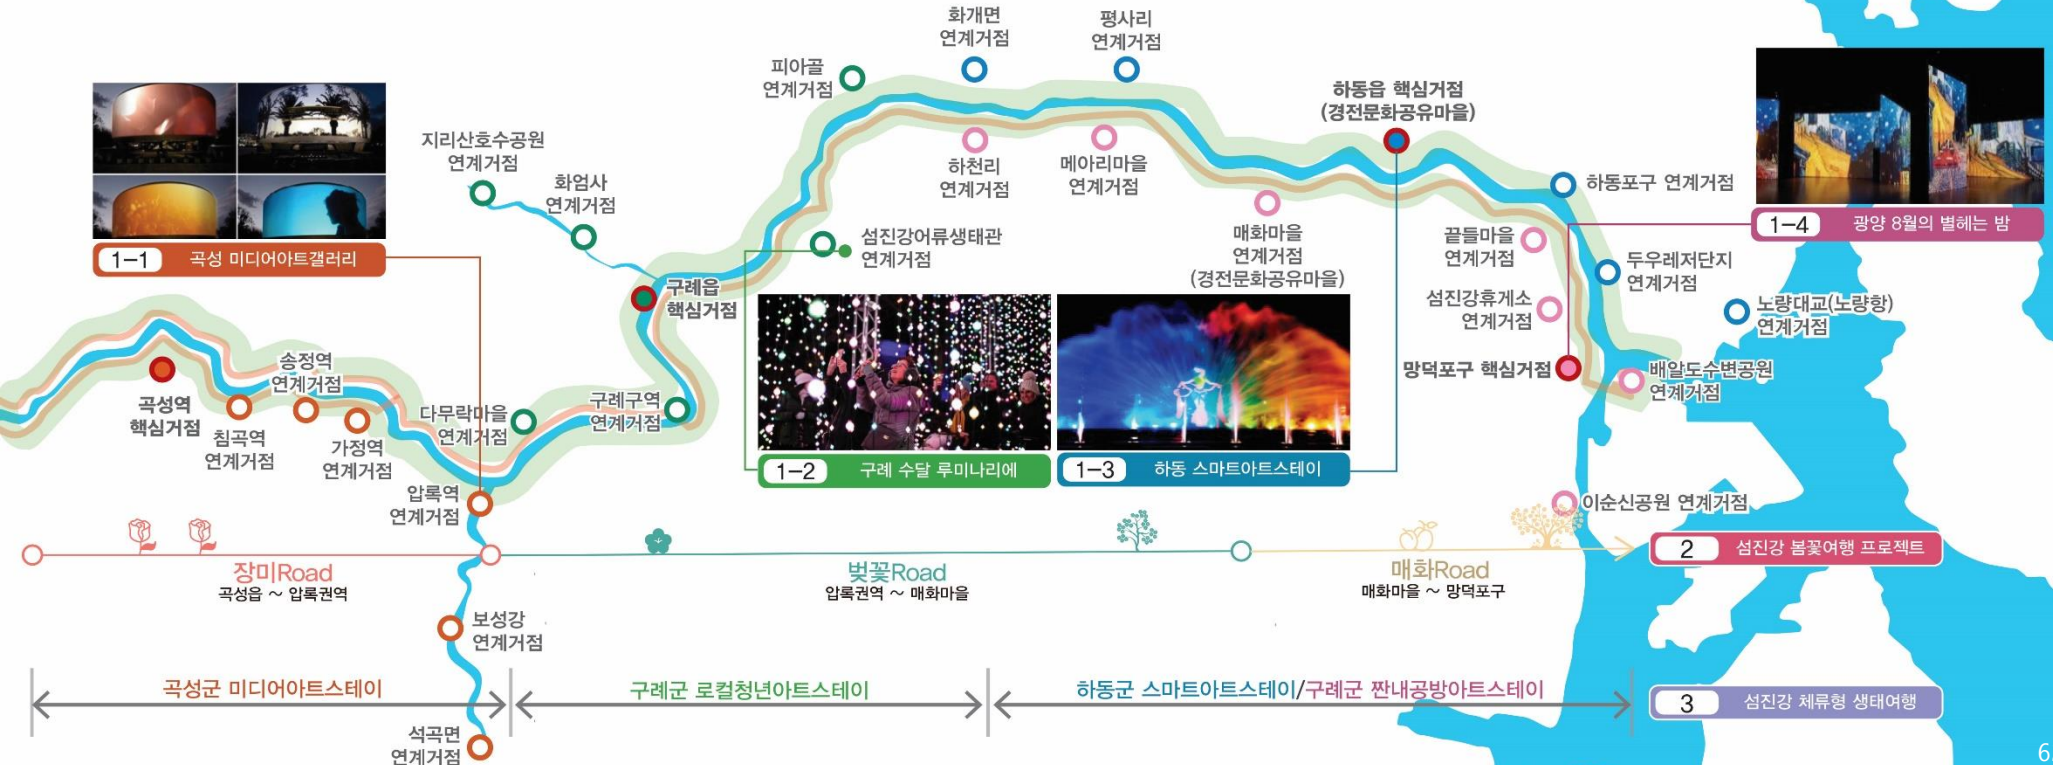 화개면
연계거점
평사리
연계거점
피아골
연계거점
하동읍 핵심거점
(경전문화공유마을)
지리산호수공원
연계거점
화엄사
연계거점
하천리
연계거점
메아리마을
연계거점
하동포구 연계거점
1-1 곡성 미디어아트갤러리
섬진강어류생태관
연계거점
매화마을
연계거점
(경전문화공유마을)
끝들마을
연계거점
1-4 광양 8월의 별헤는 밤
두우레저단지
연계거점
구례읍
핵심거점
섬진강휴게소
연계거점
노량대교(노량항)
연계거점
송정역
연계거점
곡성역
핵심거점
침곡역
연계거점
가정역
연계거점
다무락마을
연계거점
구례구역
연계거점
망덕포구 핵심거점
배알도수변공원
연계거점
1-2 구례 수달 루미나리에
1-3 하동 스마트아트스테이
압록역
연계거점
이순신공원 연계거점
장미Road
곡성읍 ~ 압록권역
벚꽃Road
압록권역 ~ 매화마을
매화Road
매화마을 ~ 망덕포구
2 섬진강 봄꽃여행 프로젝트
보성강
연계거점
곡성군 미디어아트스테이
구례군 로컬청년아트스테이
하동군 스마트아트스테이/구례군 짠내공방아트스테이
3 섬진강 체류형 생태여행
석곡면
연계거점
6